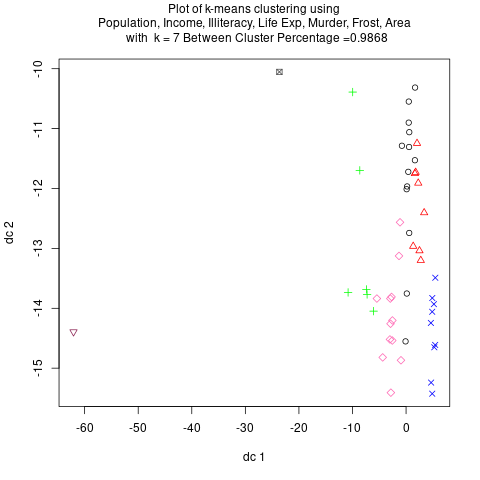 Plot of k-means clustering using
Population, Income, Illiteracy, Life Exp, Murder, Frost, Area
with k = 7 Between Cluster Percentage =0.9868
-10
-11
-12
-13
-14
-15
dc 2
-60 -50 -40 -30 -20 -10 0
dc 1